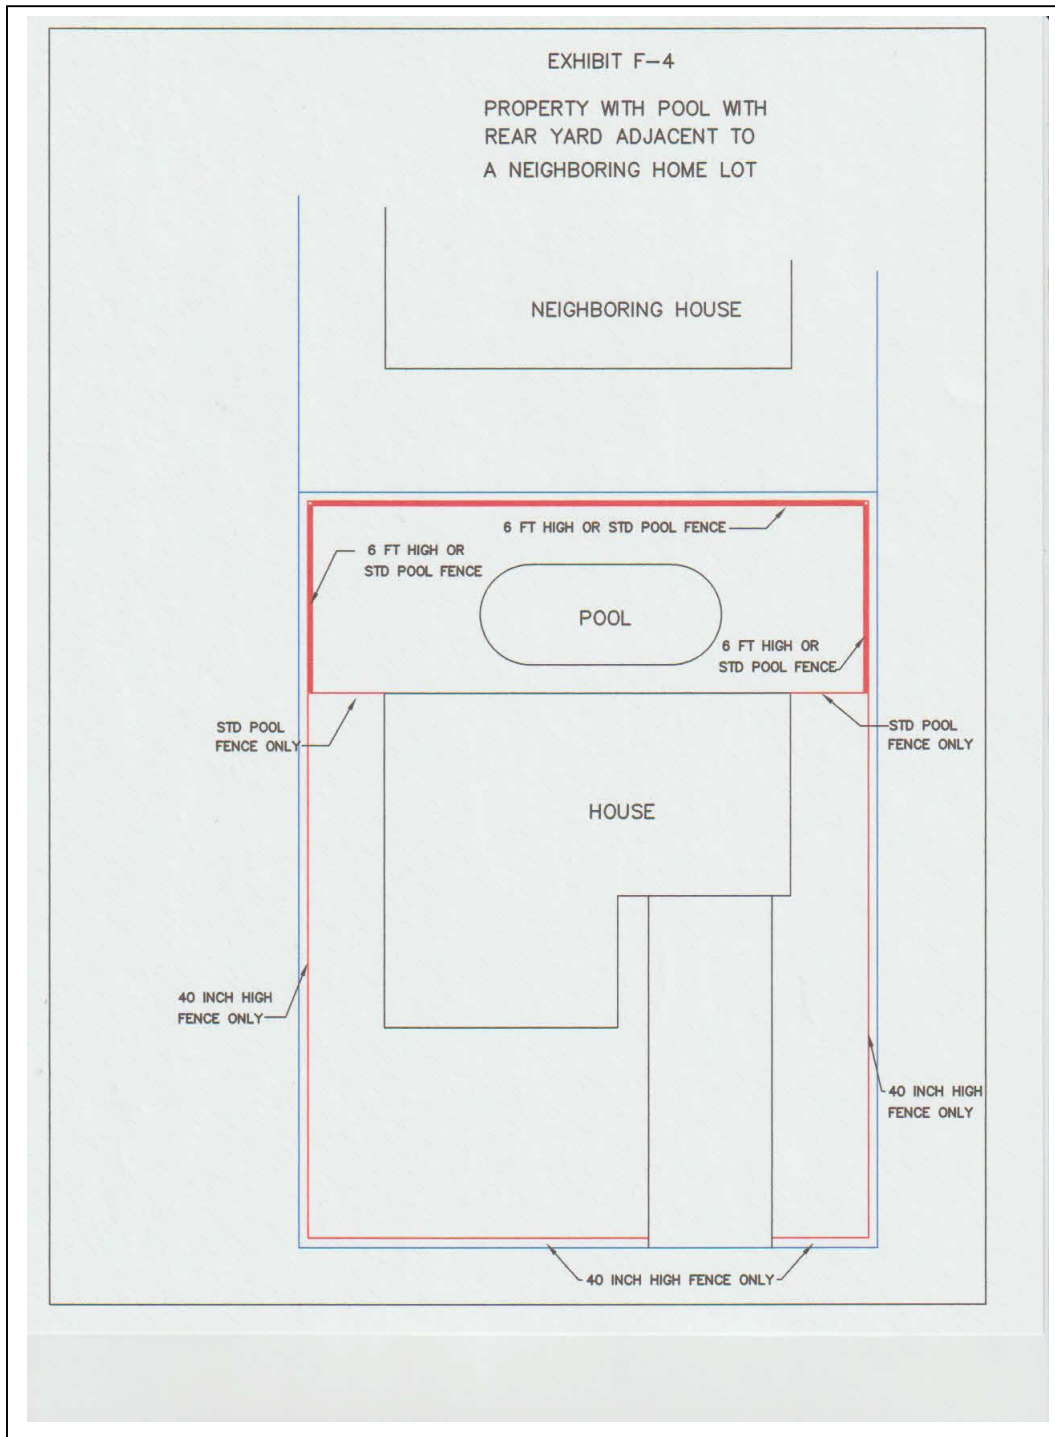 EXHIBIT F-4
PROPERTY WITH POOL WITH
REAR YARD ADJACENT TO
A NEIGHBORING HOME LOT
NEIGHBORING HOUSE
6 FT HIGH OR STD POOL FENCE
6 FT HIGH OR
STD POOL FENCE
POOL
6 FT HIGH OR
STD POOL FENCE
STD POOL
FENCE ONLY
STD POOL
FENCE ONLY
HOUSE
40 INCH HIGH
FENCE ONLY
40 INCH HIGH
FENCE ONLY
40 INCH HIGH FENCE ONLY